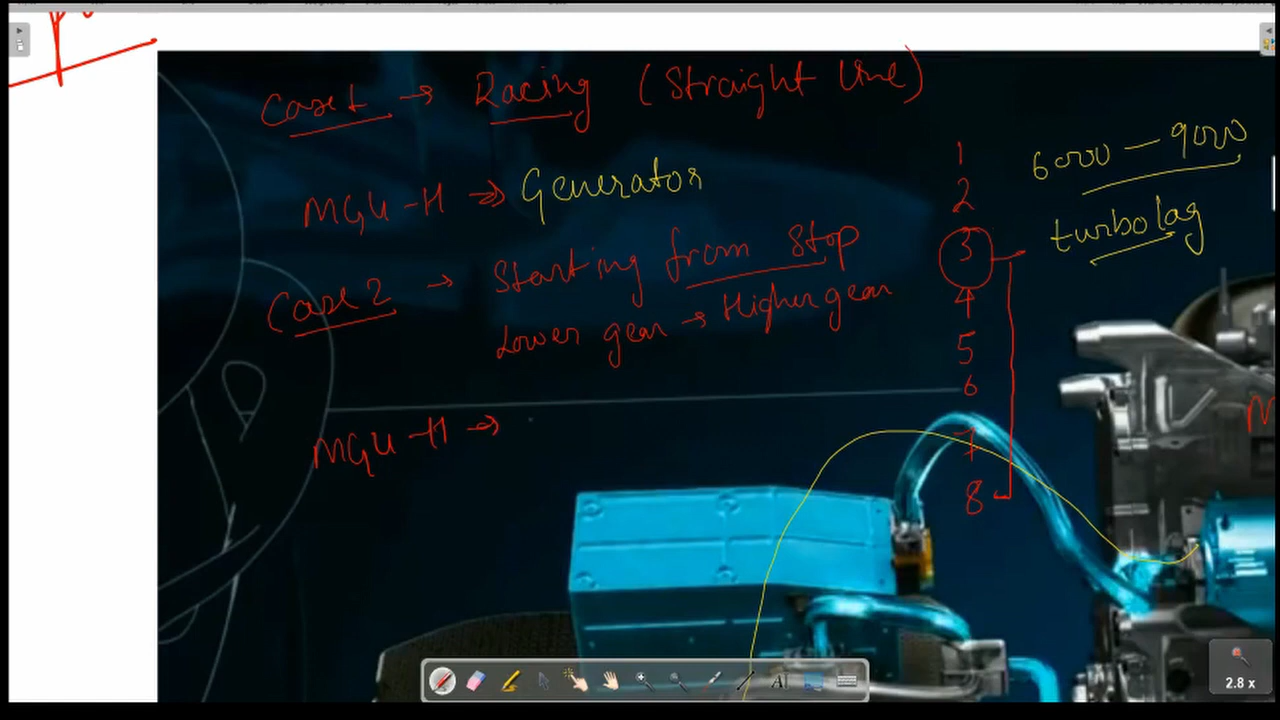 Case 1 → Racing (Straight line)
MGU-H ⇒ Generator
Case 2 → Starting from Stop
Lower gear → Higher gear
MGU-H →
1
2
3
4
5
6
7
8
6000 - 9000
turbolag
M
2.8 x